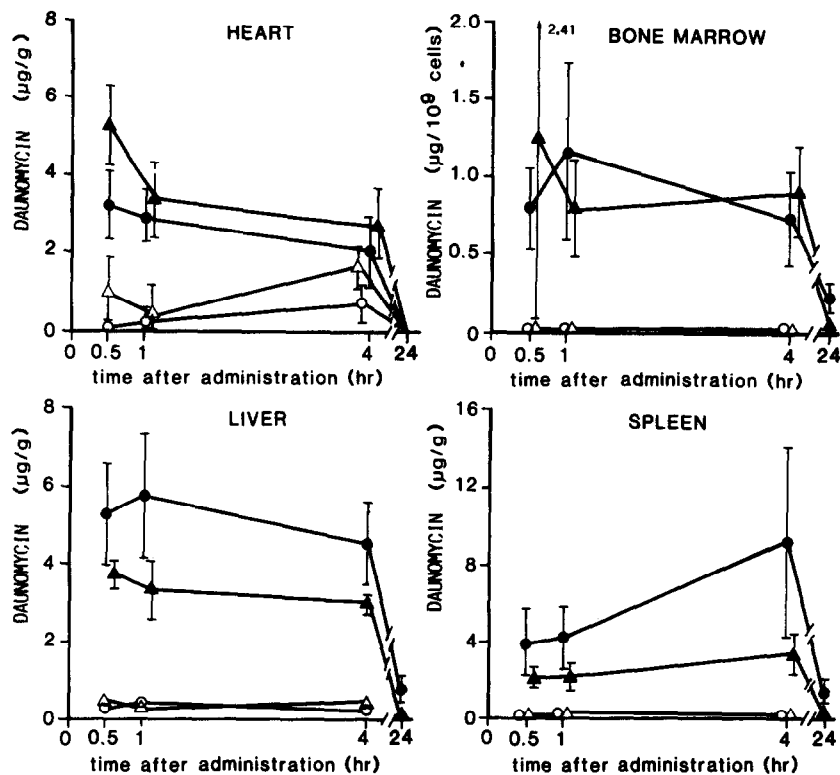 HEART
DAUNOMYCIN (μg/g)
8
6
4
2
0
0 0.5 1 4 24
time after administration (hr)
BONE MARROW
DAUNOMYCIN (μg/10⁹ cells)
2.0
1.5
1.0
0.5
0
2.41
0 0.5 1 4 24
time after administration (hr)
LIVER
DAUNOMYCIN (μg/g)
8
6
4
2
0
0 0.5 1 4 24
time after administration (hr)
SPLEEN
DAUNOMYCIN (μg/g)
16
12
8
4
0
0 0.5 1 4 24
time after administration (hr)